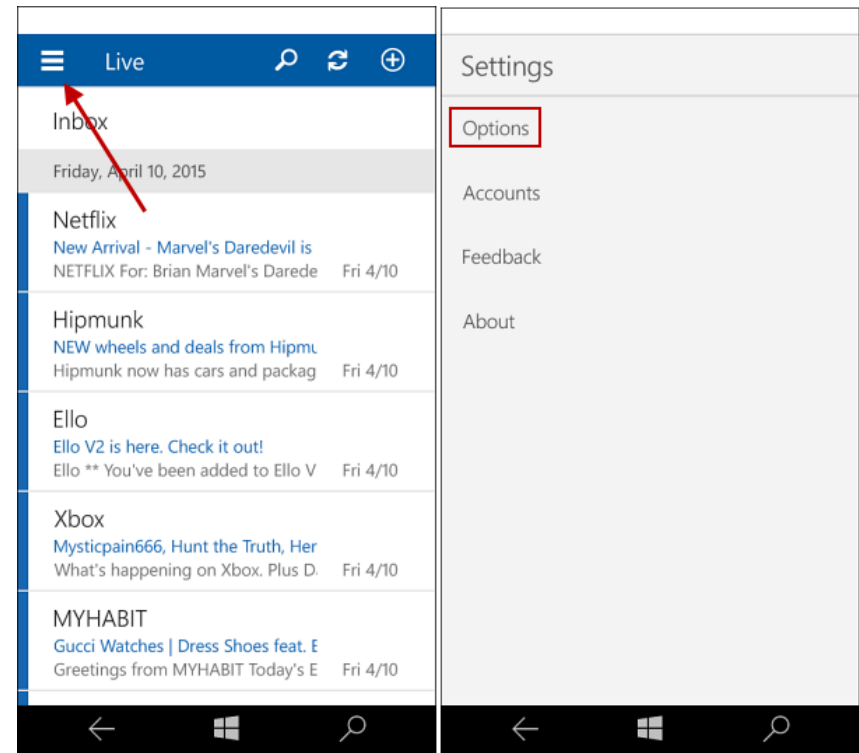 Live
Inbox
Friday, April 10, 2015
Netflix
New Arrival - Marvel's Daredevil is
NETFLIX For: Brian Marvel's Darede Fri 4/10
Hipmunk
NEW wheels and deals from Hipmu
Hipmunk now has cars and packag Fri 4/10
Ello
Ello V2 is here. Check it out!
Ello ** You've been added to Ello V Fri 4/10
Xbox
Mysticpain666, Hunt the Truth, Her
What's happening on Xbox. Plus D Fri 4/10
MYHABIT
Gucci Watches | Dress Shoes feat. E
Greetings from MYHABIT Today's E Fri 4/10
Settings
Options
Accounts
Feedback
About